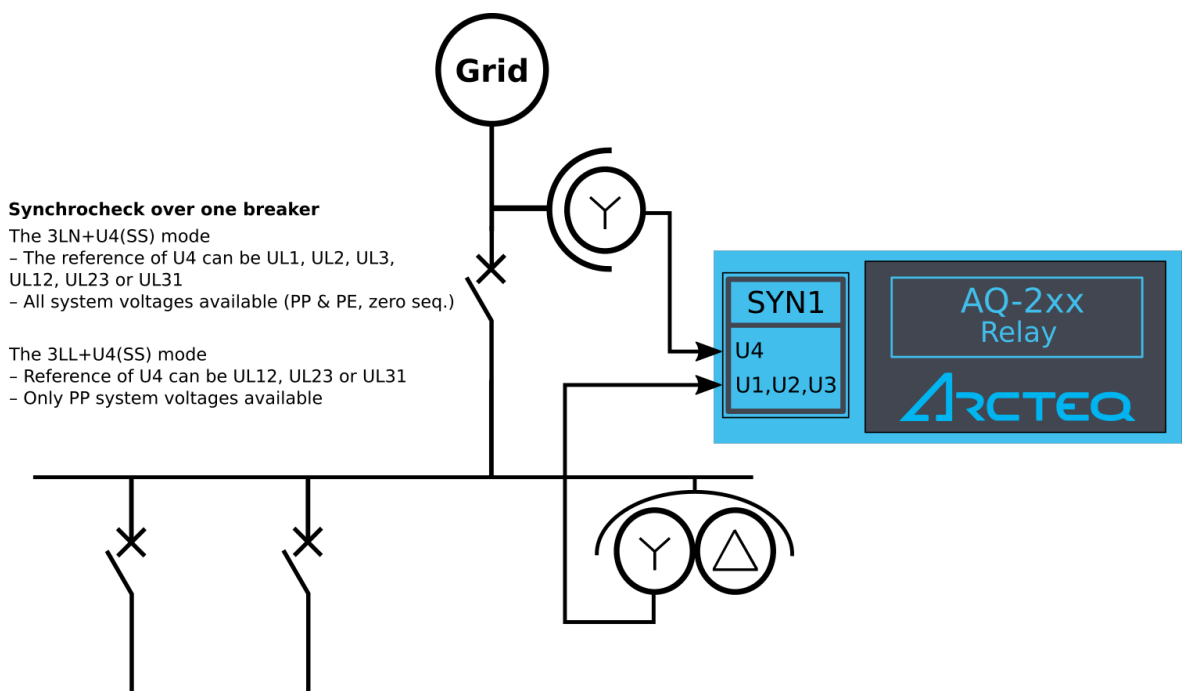 Grid
Synchrocheck over one breaker
The 3LN+U4(SS) mode
– The reference of U4 can be UL1, UL2, UL3,
UL12, UL23 or UL31
– All system voltages available (PP & PE, zero seq.)
The 3LL+U4(SS) mode
– Reference of U4 can be UL12, UL23 or UL31
– Only PP system voltages available
SYN1
U4
U1,U2,U3
AQ-2xx
Relay
ARCTEQ